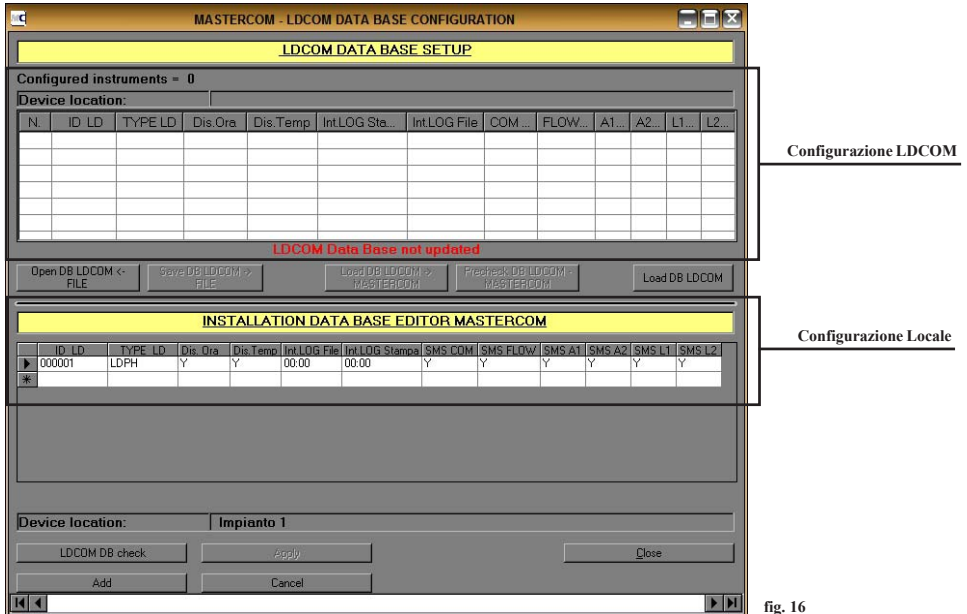 MASTERCOM - LDCOM DATA BASE CONFIGURATION
LDCOM DATA BASE SETUP
Configured instruments = 0
Device location:
N. ID LD TYPE LD Dis.Ora Dis.Temp Int.LOG Sta... Int.LOG File COM ... FLOW... A1... A2... L1... L2...
Configurazione LDCOM
LDCOM Data Base not updated
Open DB LDCOM <- FILE
Save DB LDCOM -> FILE
Load DB LDCOM -> MASTERCOM
Precheck DB LDCOM - MASTERCOM
Load DB LDCOM
INSTALLATION DATA BASE EDITOR MASTERCOM
Configurazione Locale
ID LD TYPE LD Dis. Ora Dis.Temp Int.LOG File Int.LOG Stampa SMS COM SMS FLOW SMS A1 SMS A2 SMS L1 SMS L2
000001 LDPH Y Y 00:00 00:00 Y Y Y Y Y Y
Device location: Impianto 1
LDCOM DB check Apply Close
Add Cancel
fig. 16